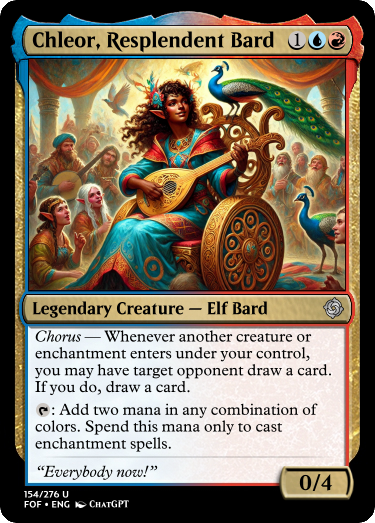 Chleor, Resplendent Bard 1
Legendary Creature — Elf Bard
Chorus — Whenever another creature or
enchantment enters under your control,
you may have target opponent draw a card.
If you do, draw a card.
: Add two mana in any combination of
colors. Spend this mana only to cast
enchantment spells.
“Everybody now!”
0/4
154/276 U
FOF • ENG ChatGPT